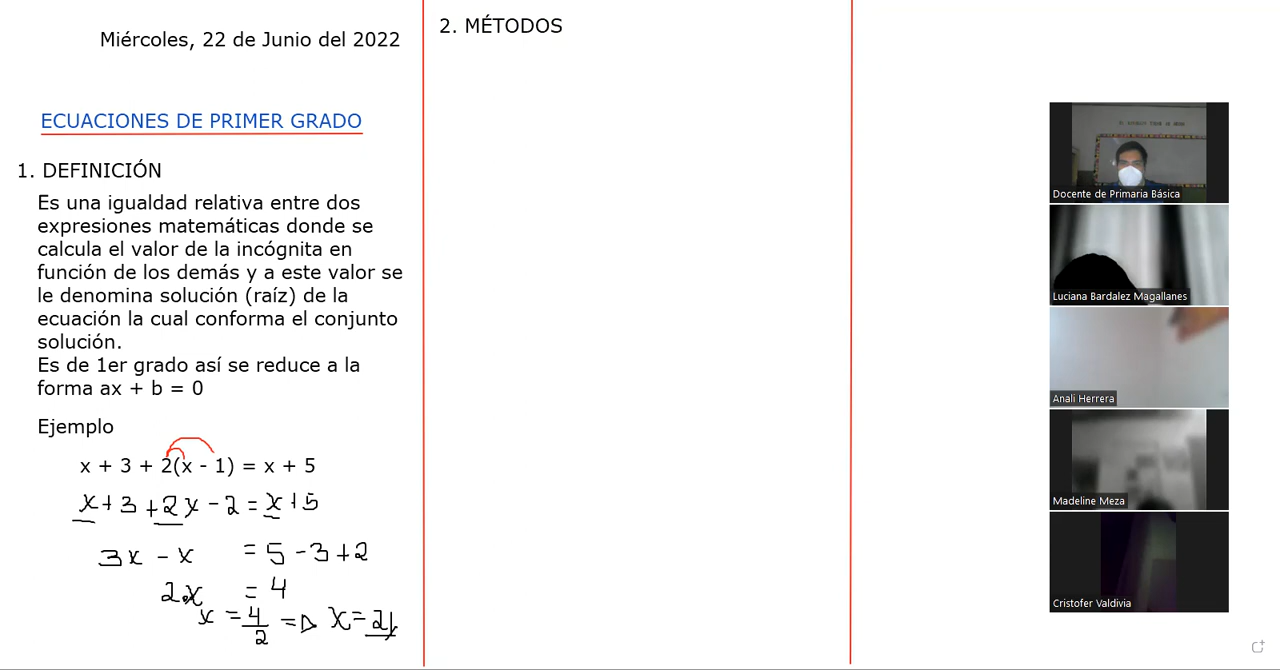 Miércoles, 22 de Junio del 2022
ECUACIONES DE PRIMER GRADO
1. DEFINICIÓN
Es una igualdad relativa entre dos
expresiones matemáticas donde se
calcula el valor de la incógnita en
función de los demás y a este valor se
le denomina solución (raíz) de la
ecuación la cual conforma el conjunto
solución.
Es de 1er grado así se reduce a la
forma ax + b = 0
Ejemplo
x + 3 + 2(x - 1) = x + 5
x + 3 + 2x - 2 = x + 5
3x - x = 5 - 3 + 2
2x = 4
x = 4/2 => x = 2
2. MÉTODOS
Docente de Primaria Básica
Luciana Bardalez Magallanes
Anali Herrera
Madeline Meza
Cristofer Valdivia